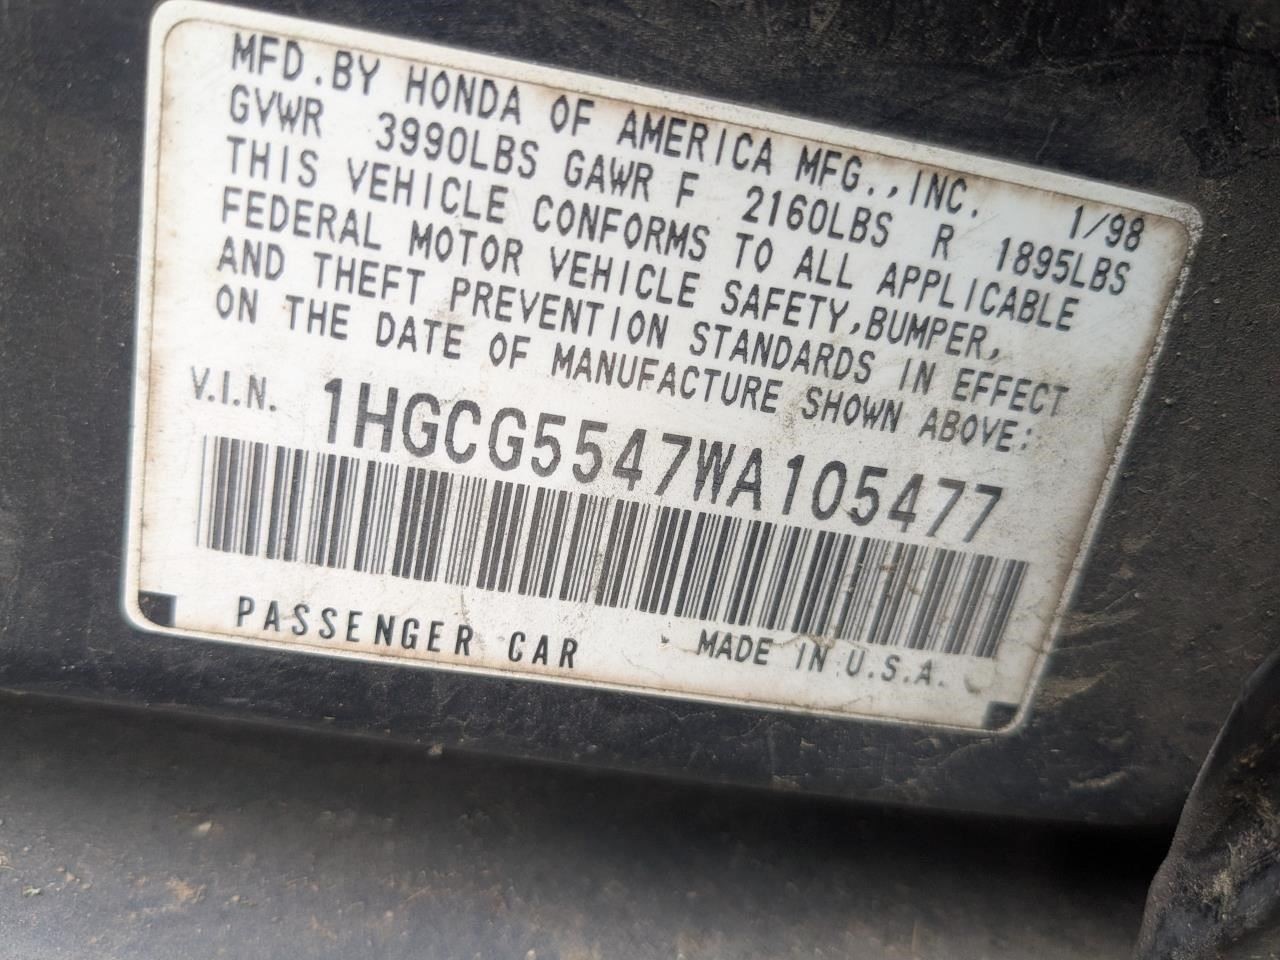 MFD.BY HONDA OF AMERICA MFG.,INC. 1/98
GVWR 3990LBS GAWR F 2160LBS R 1895LBS
THIS VEHICLE CONFORMS TO ALL APPLICABLE
FEDERAL MOTOR VEHICLE SAFETY,BUMPER,
AND THEFT PREVENTION STANDARDS IN EFFECT
ON THE DATE OF MANUFACTURE SHOWN ABOVE:
V.I.N. 1HGCG5547WA105477
PASSENGER CAR MADE IN U.S.A.